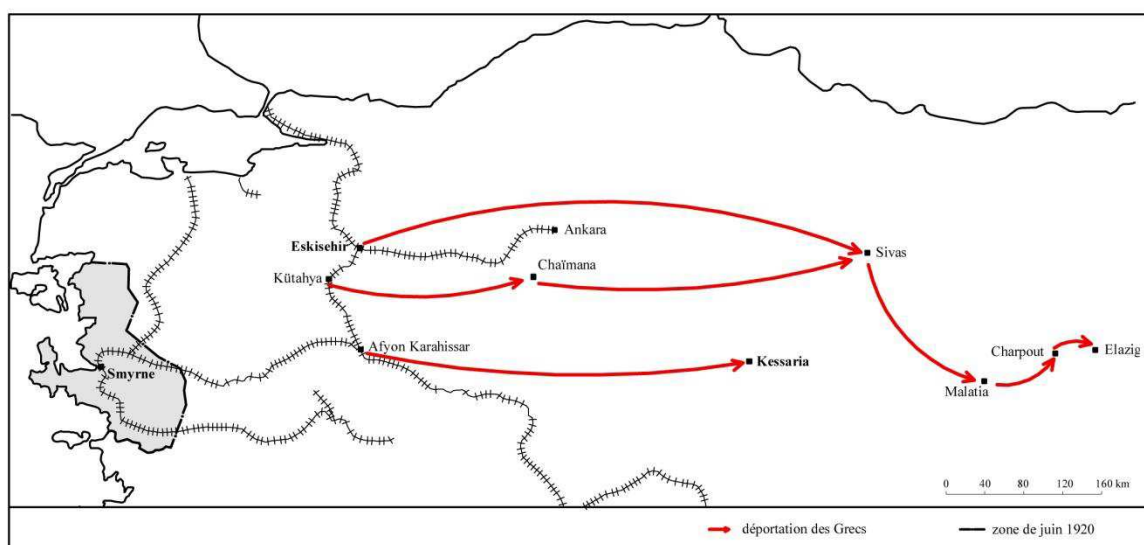 Ankara
Eskisehir
Sivas
Chaïmana
Kütahya
Afyon Karahissar
Charpout
Elazig
Kessaria
Smyrne
Malatia
0 40 80 120 160 km
déportation des Grecs
zone de juin 1920